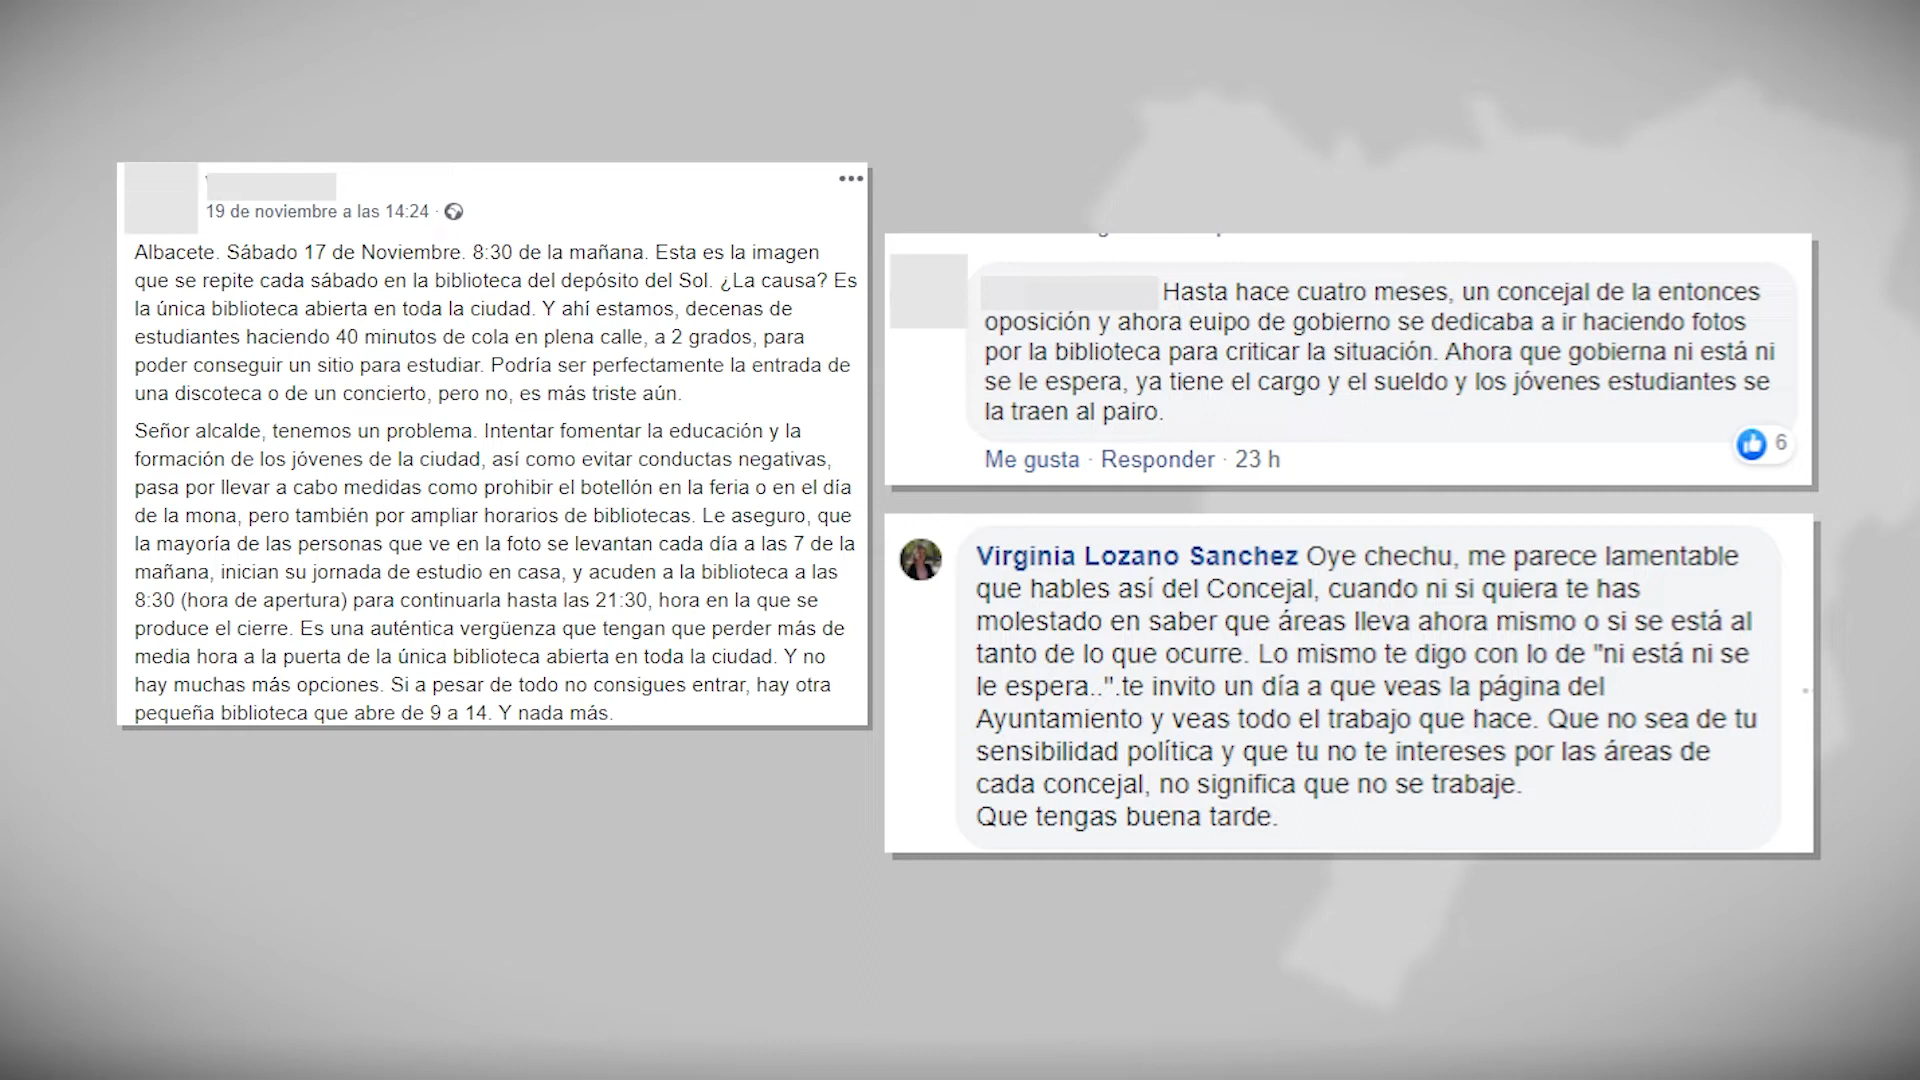 19 de noviembre a las 14:24 ·
Albacete. Sábado 17 de Noviembre. 8:30 de la mañana. Esta es la imagen
que se repite cada sábado en la biblioteca del depósito del Sol. ¿La causa? Es
la única biblioteca abierta en toda la ciudad. Y ahí estamos, decenas de
estudiantes haciendo 40 minutos de cola en plena calle, a 2 grados, para
poder conseguir un sitio para estudiar. Podría ser perfectamente la entrada de
una discoteca o de un concierto, pero no, es más triste aún.
Señor alcalde, tenemos un problema. Intentar fomentar la educación y la
formación de los jóvenes de la ciudad, así como evitar conductas negativas,
pasa por llevar a cabo medidas como prohibir el botellón en la feria o en el día
de la mona, pero también por ampliar horarios de bibliotecas. Le aseguro, que
la mayoría de las personas que ve en la foto se levantan cada día a las 7 de la
mañana, inician su jornada de estudio en casa, y acuden a la biblioteca a las
8:30 (hora de apertura) para continuarla hasta las 21:30, hora en la que se
produce el cierre. Es una auténtica vergüenza que tengan que perder más de
media hora a la puerta de la única biblioteca abierta en toda la ciudad. Y no
hay muchas más opciones. Si a pesar de todo no consigues entrar, hay otra
pequeña biblioteca que abre de 9 a 14. Y nada más.
Hasta hace cuatro meses, un concejal de la entonces
oposición y ahora euipo de gobierno se dedicaba a ir haciendo fotos
por la biblioteca para criticar la situación. Ahora que gobierna ni está ni
se le espera, ya tiene el cargo y el sueldo y los jóvenes estudiantes se
la traen al pairo.
6
Me gusta · Responder · 23 h
Virginia Lozano Sanchez Oye chechu, me parece lamentable
que hables así del Concejal, cuando ni si quiera te has
molestado en saber que áreas lleva ahora mismo o si se está al
tanto de lo que ocurre. Lo mismo te digo con lo de "ni está ni se
le espera..".te invito un día a que veas la página del
Ayuntamiento y veas todo el trabajo que hace. Que no sea de tu
sensibilidad política y que tu no te intereses por las áreas de
cada concejal, no significa que no se trabaje.
Que tengas buena tarde.